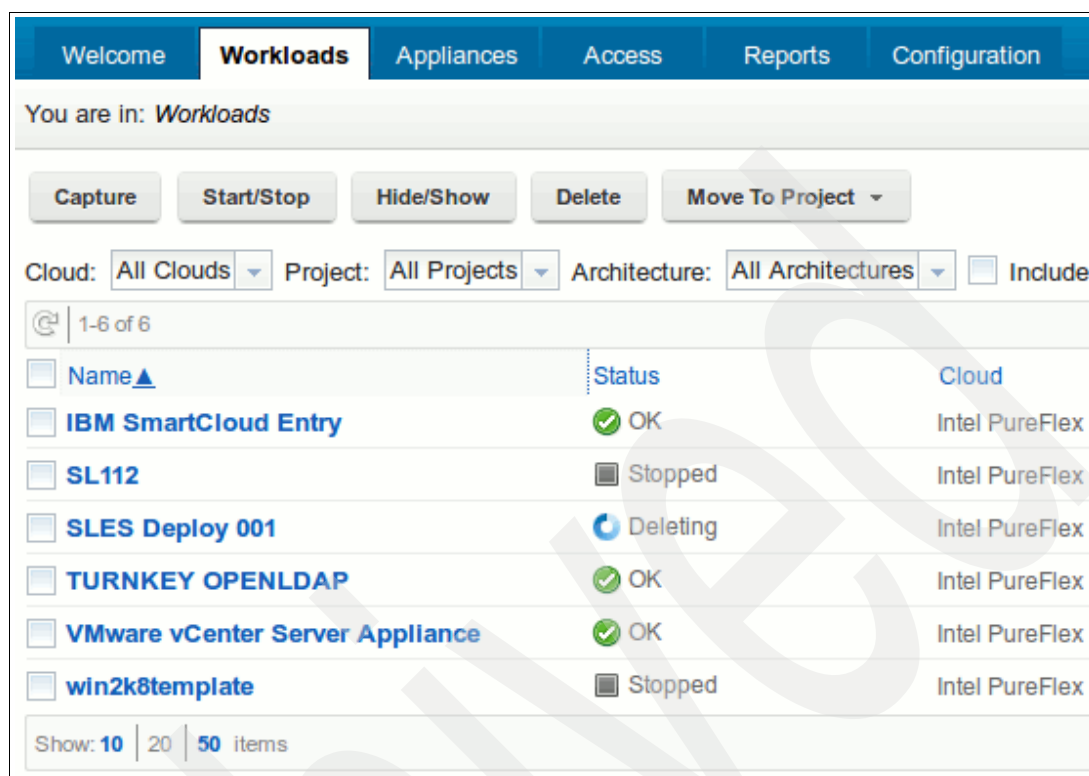 Welcome Workloads Appliances Access Reports Configuration
You are in: Workloads
Capture Start/Stop Hide/Show Delete Move To Project
Cloud: All Clouds Project: All Projects Architecture: All Architectures Include
1-6 of 6
Name Status Cloud
IBM SmartCloud Entry OK Intel PureFlex
SL112 Stopped Intel PureFlex
SLES Deploy 001 Deleting Intel PureFlex
TURNKEY OPENLDAP OK Intel PureFlex
VMware vCenter Server Appliance OK Intel PureFlex
win2k8template Stopped Intel PureFlex
Show: 10 | 20 | 50 items